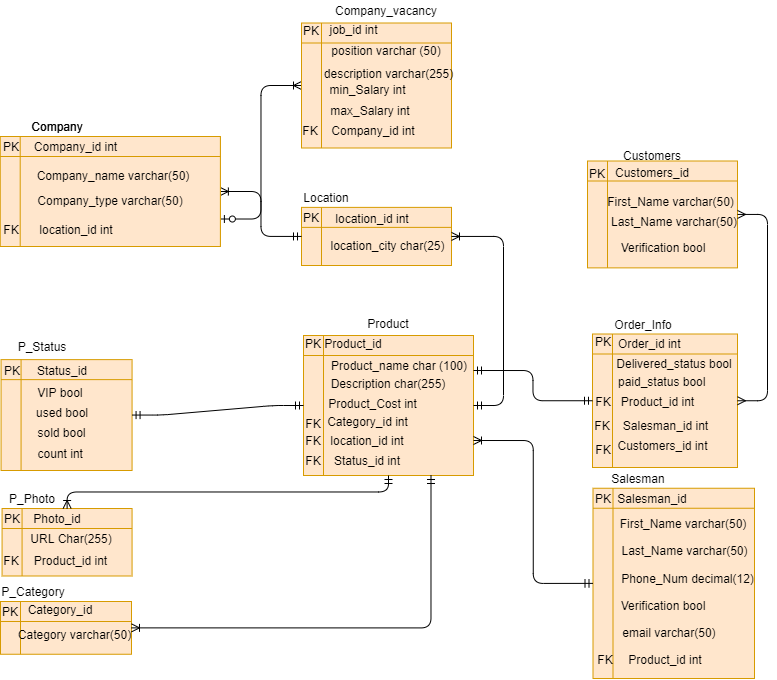 Company_vacancy
PK job_id int
position varchar (50)
description varchar(255)
min_Salary int
max_Salary int
FK Company_id int
Company
PK Company_id int
Company_name varchar(50)
Company_type varchar(50)
FK location_id int
Location
PK location_id int
location_city char(25)
Customers
PK Customers_id
First_Name varchar(50)
Last_Name varchar(50)
Verification bool
Product
PK Product_id
Product_name char (100)
Description char(255)
Product_Cost int
FK Category_id int
FK location_id int
FK Status_id int
Order_Info
PK Order_id int
Delivered_status bool
paid_status bool
FK Product_id int
FK Salesman_id int
FK Customers_id int
P_Status
PK Status_id
VIP bool
used bool
sold bool
count int
P_Photo
PK Photo_id
URL Char(255)
FK Product_id int
P_Category
PK Category_id
Category varchar(50)
Salesman
PK Salesman_id
First_Name varchar(50)
Last_Name varchar(50)
Phone_Num decimal(12)
Verification bool
email varchar(50)
FK Product_id int